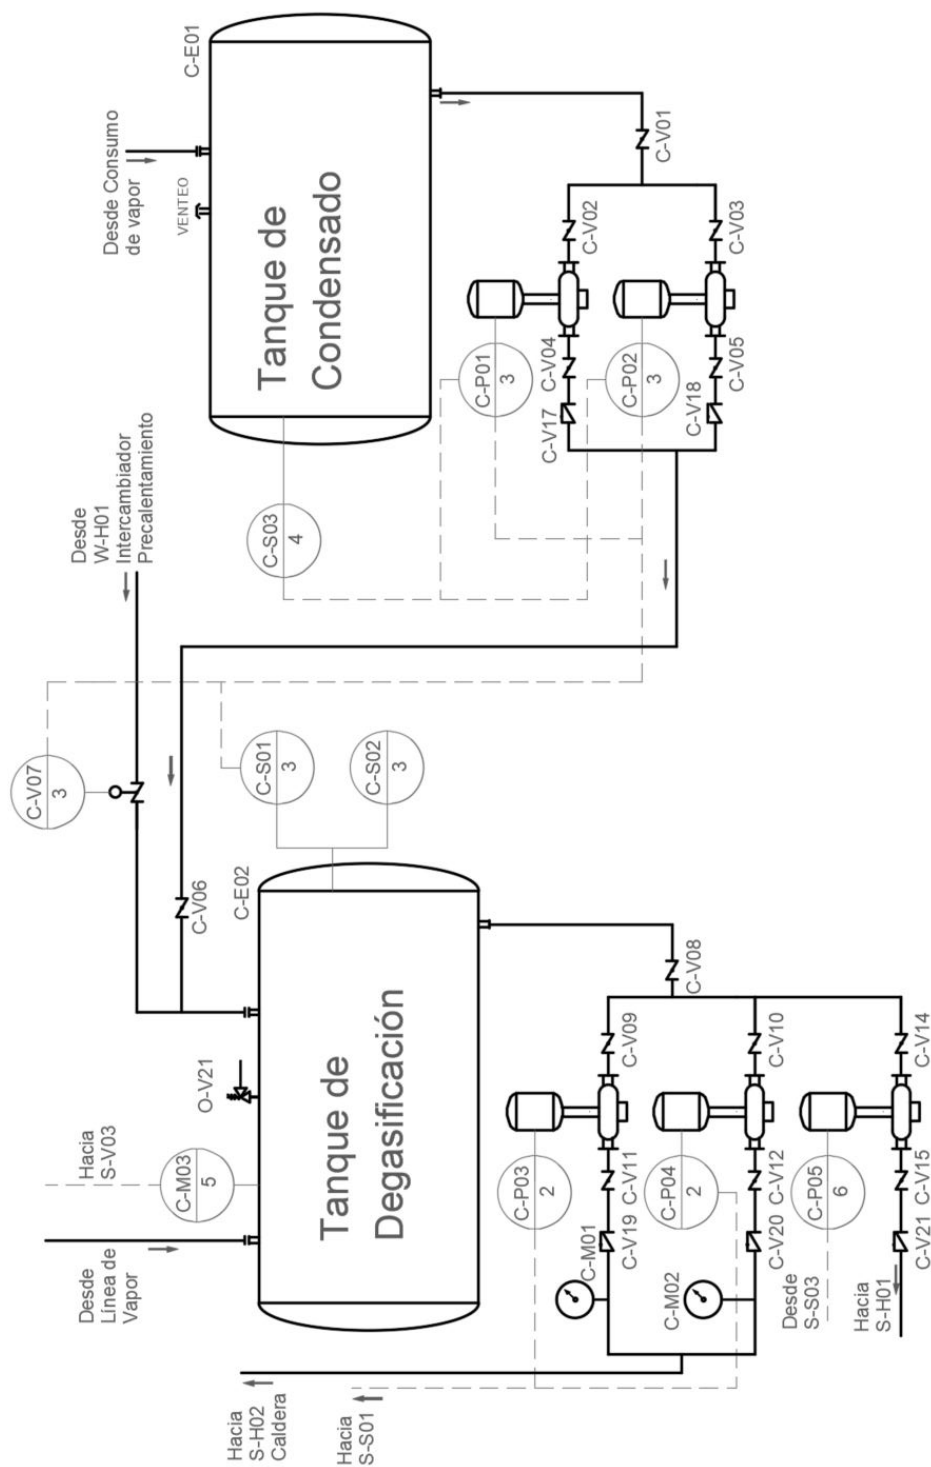 Desde
Línea de
Vapor
Hacia
S-V03
C-M03
5
O-V21
Tanque de
Degasificación
C-E02
C-V06
C-V07
3
C-S01
3
C-S02
3
Desde
W-H01
Intercambiador
Precalentamiento
C-S03
4
Desde Consumo
de vapor
VENTEO
C-E01
Tanque de
Condensado
C-V01
C-V02
C-V03
C-P01
3
C-P02
3
C-V04
C-V05
C-V17
C-V18
C-V08
C-V09
C-V10
C-V14
C-P03
2
C-P04
2
C-P05
6
C-V11
C-V12
C-V15
C-V19
C-V20
C-V21
C-M01
C-M02
Desde
S-S03
Hacia
S-H01
Hacia
S-H02
Caldera
Hacia
S-S01